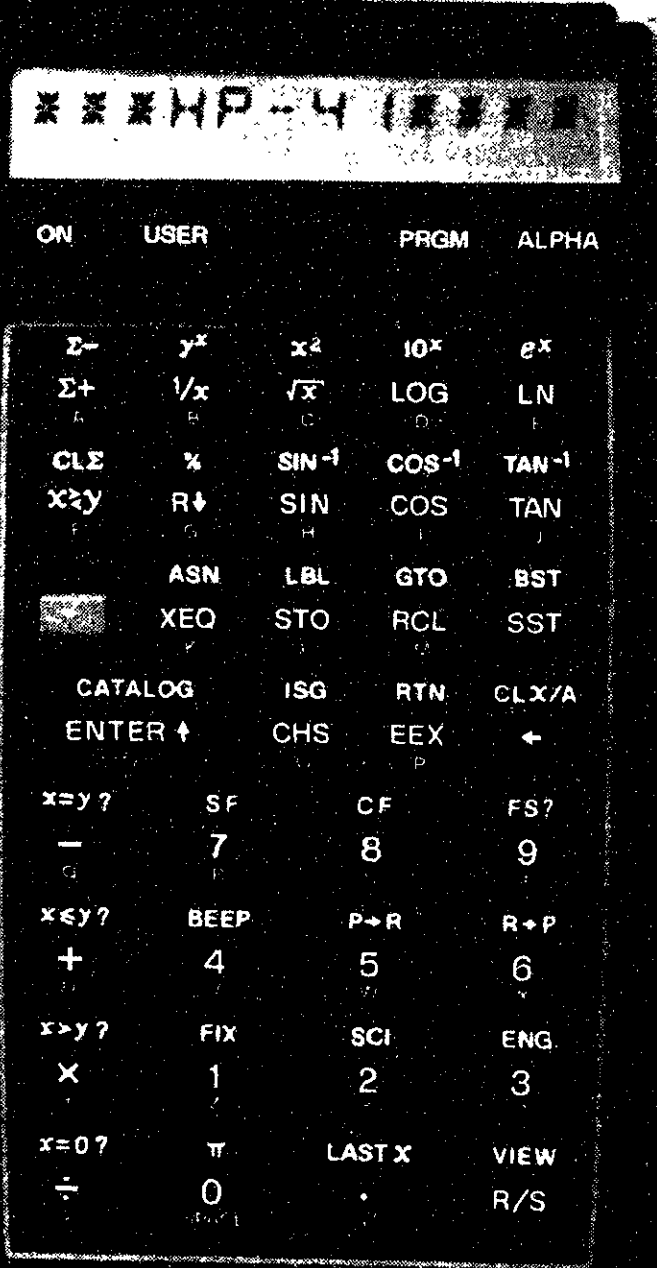 ***HP-41****
ON USER PRGM ALPHA
Σ- yˣ x² 10ˣ eˣ
Σ+ 1/x √x LOG LN
A B C D E
CLΣ % SIN⁻¹ COS⁻¹ TAN⁻¹
x≷y R↓ SIN COS TAN
F G H I J
ASN LBL GTO BST
XEQ STO RCL SST
K
CATALOG ISG RTN CLX/A
ENTER↑ CHS EEX ←
P
x=y? SF CF FS?
- 7 8 9
Q R
x≤y? BEEP P→R R→P
+ 4 5 6
x>y? FIX SCI ENG
× 1 2 3
Z
x=0? π LAST X VIEW
÷ 0 . R/S